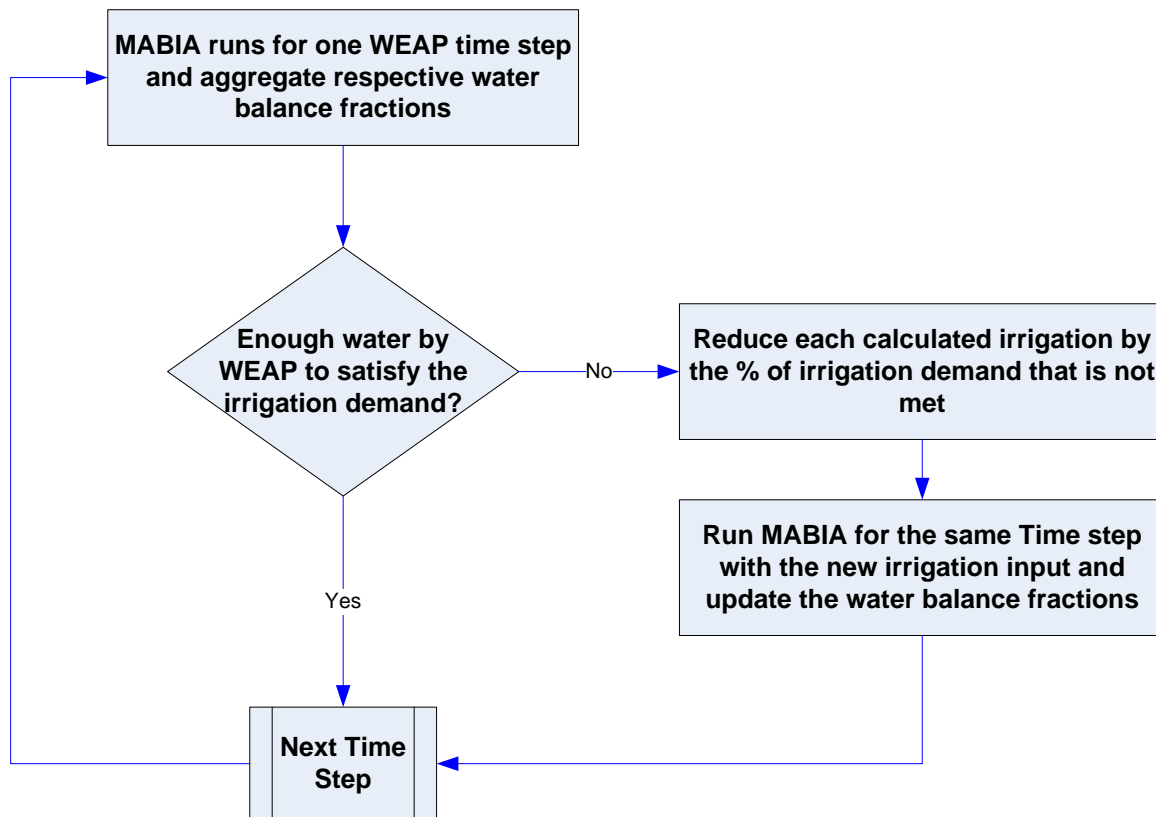 MABIA runs for one WEAP time step
and aggregate respective water
balance fractions
Enough water by
WEAP to satisfy the
irrigation demand?
No
Reduce each calculated irrigation by
the % of irrigation demand that is not
met
Run MABIA for the same Time step
with the new irrigation input and
update the water balance fractions
Yes
Next Time
Step